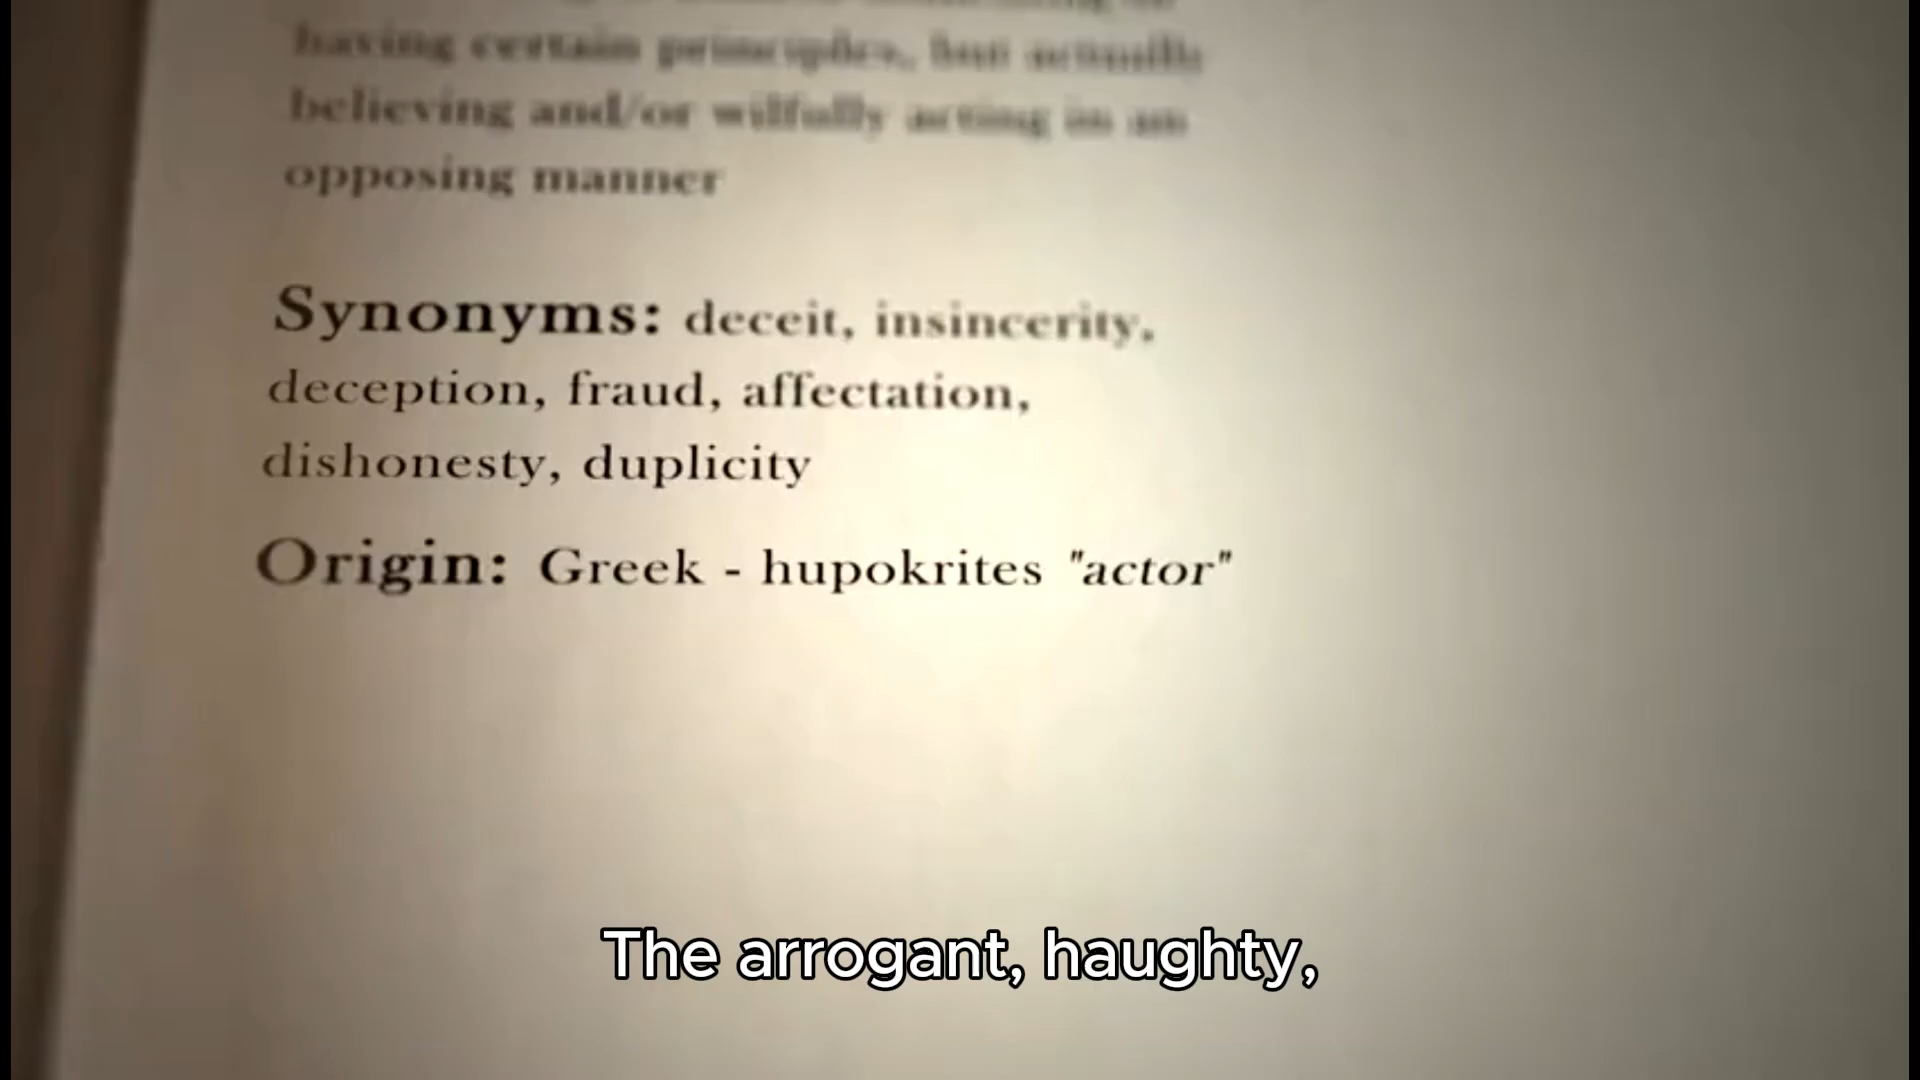 having certain principles, but actually
believing and/or wilfully acting in an
opposing manner
Synonyms: deceit, insincerity,
deception, fraud, affectation,
dishonesty, duplicity
Origin: Greek - hupokrites "actor"
The arrogant, haughty,